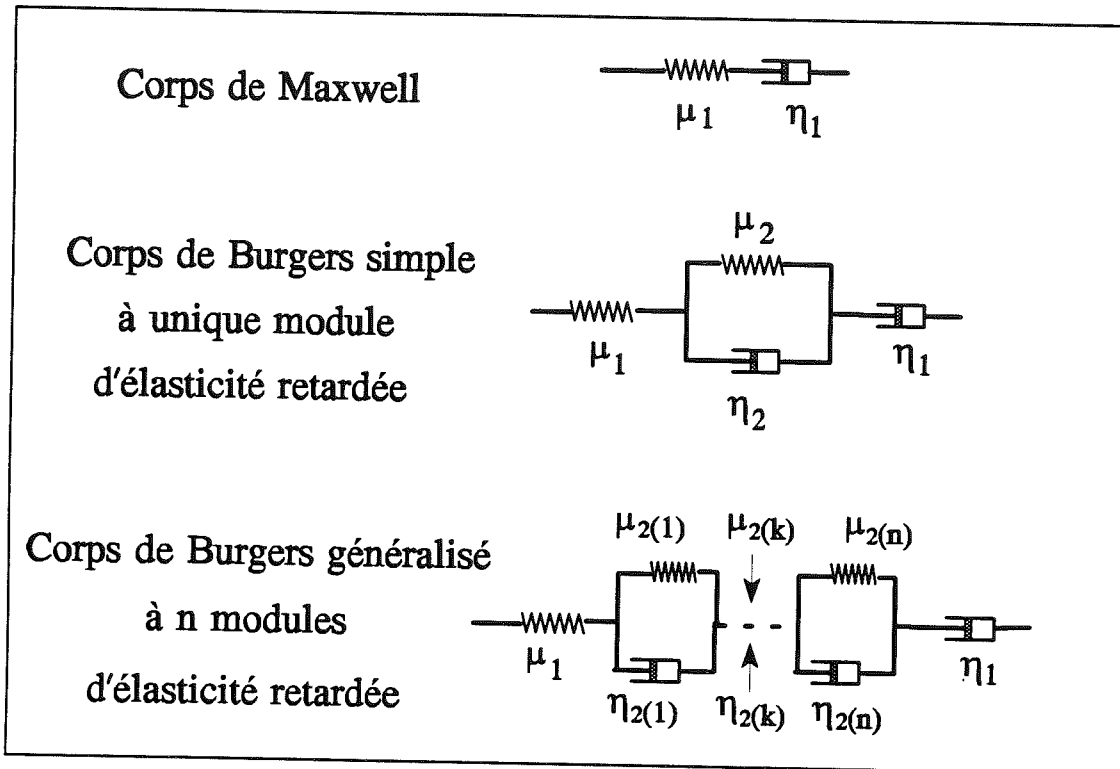 Corps de Maxwell
μ1 η1
μ2
Corps de Burgers simple
à unique module
d'élasticité retardée
μ1 η1
η2
μ2(1) μ2(k) μ2(n)
Corps de Burgers généralisé
à n modules
d'élasticité retardée
μ1 η1
η2(1) η2(k) η2(n)